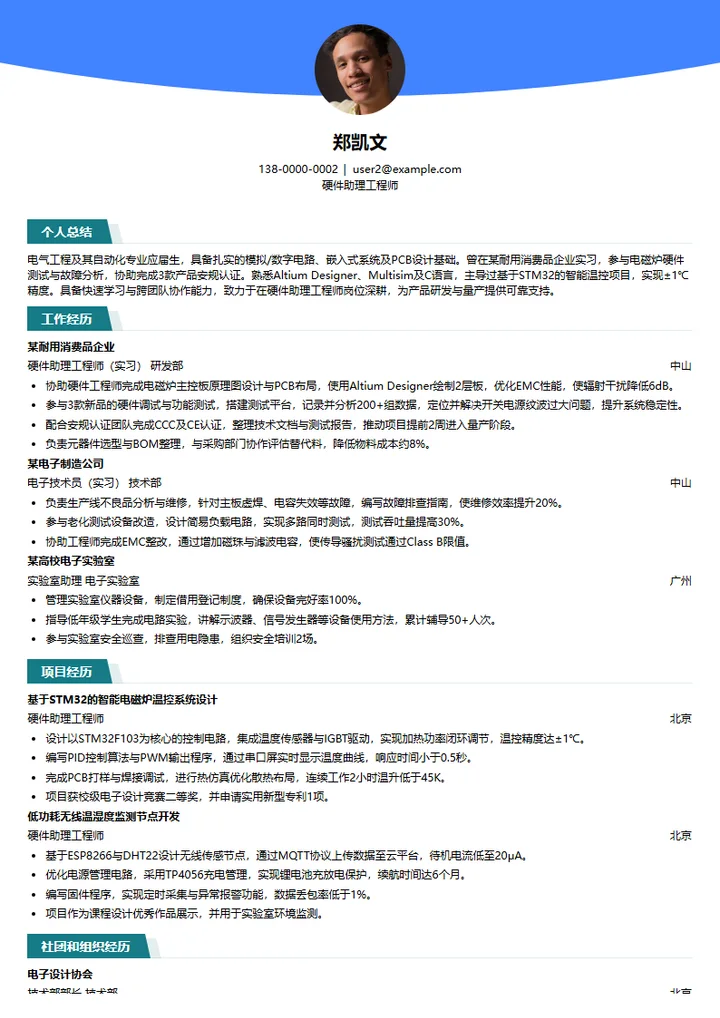 郑凯文
138-0000-0002 | user2@example.com
硬件助理工程师
个人总结
电气工程及其自动化专业应届生，具备扎实的模拟/数字电路、嵌入式系统及PCB设计基础。曾在某耐用消费品企业实习，参与电磁炉硬件
测试与故障分析，协助完成3款产品安规认证。熟悉Altium Designer、Multisim及C语言，主导过基于STM32的智能温控项目，实现±1℃
精度。具备快速学习与跨团队协作能力，致力于在硬件助理工程师岗位深耕，为产品研发与量产提供可靠支持。
工作经历
某耐用消费品企业
硬件助理工程师（实习） 研发部 中山
• 协助硬件工程师完成电磁炉主控板原理图设计与PCB布局，使用Altium Designer绘制2层板，优化EMC性能，使辐射干扰降低6dB。
• 参与3款新品的硬件调试与功能测试，搭建测试平台，记录并分析200+组数据，定位并解决开关电源纹波过大问题，提升系统稳定性。
• 配合安规认证团队完成CCC及CE认证，整理技术文档与测试报告，推动项目提前2周进入量产阶段。
• 负责元器件选型与BOM整理，与采购部门协作评估替代料，降低物料成本约8%。
某电子制造公司
电子技术员（实习） 技术部 中山
• 负责生产线不良品分析与维修，针对主板虚焊、电容失效等故障，编写故障排查指南，使维修效率提升20%。
• 参与老化测试设备改造，设计简易负载电路，实现多路同时测试，测试吞吐量提高30%。
• 协助工程师完成EMC整改，通过增加磁珠与滤波电容，使传导骚扰测试通过Class B限值。
某高校电子实验室
实验室助理 电子实验室 广州
• 管理实验室仪器设备，制定借用登记制度，确保设备完好率100%。
• 指导低年级学生完成电路实验，讲解示波器、信号发生器等设备使用方法，累计辅导50+人次。
• 参与实验室安全巡查，排查用电隐患，组织安全培训2场。
项目经历
基于STM32的智能电磁炉温控系统设计
硬件助理工程师 北京
• 设计以STM32F103为核心的控制电路，集成温度传感器与IGBT驱动，实现加热功率闭环调节，温控精度达±1℃。
• 编写PID控制算法与PWM输出程序，通过串口屏实时显示温度曲线，响应时间小于0.5秒。
• 完成PCB打样与焊接调试，进行热仿真优化散热布局，连续工作2小时温升低于45K。
• 项目获校级电子设计竞赛二等奖，并申请实用新型专利1项。
低功耗无线温湿度监测节点开发
硬件助理工程师 北京
• 基于ESP8266与DHT22设计无线传感节点，通过MQTT协议上传数据至云平台，待机电流低至20μA。
• 优化电源管理电路，采用TP4056充电管理，实现锂电池充放电保护，续航时间达6个月。
• 编写固件程序，实现定时采集与异常报警功能，数据丢包率低于1%。
• 项目作为课程设计优秀作品展示，并用于实验室环境监测。
社团和组织经历
电子设计协会
技术部部长 技术部 北京